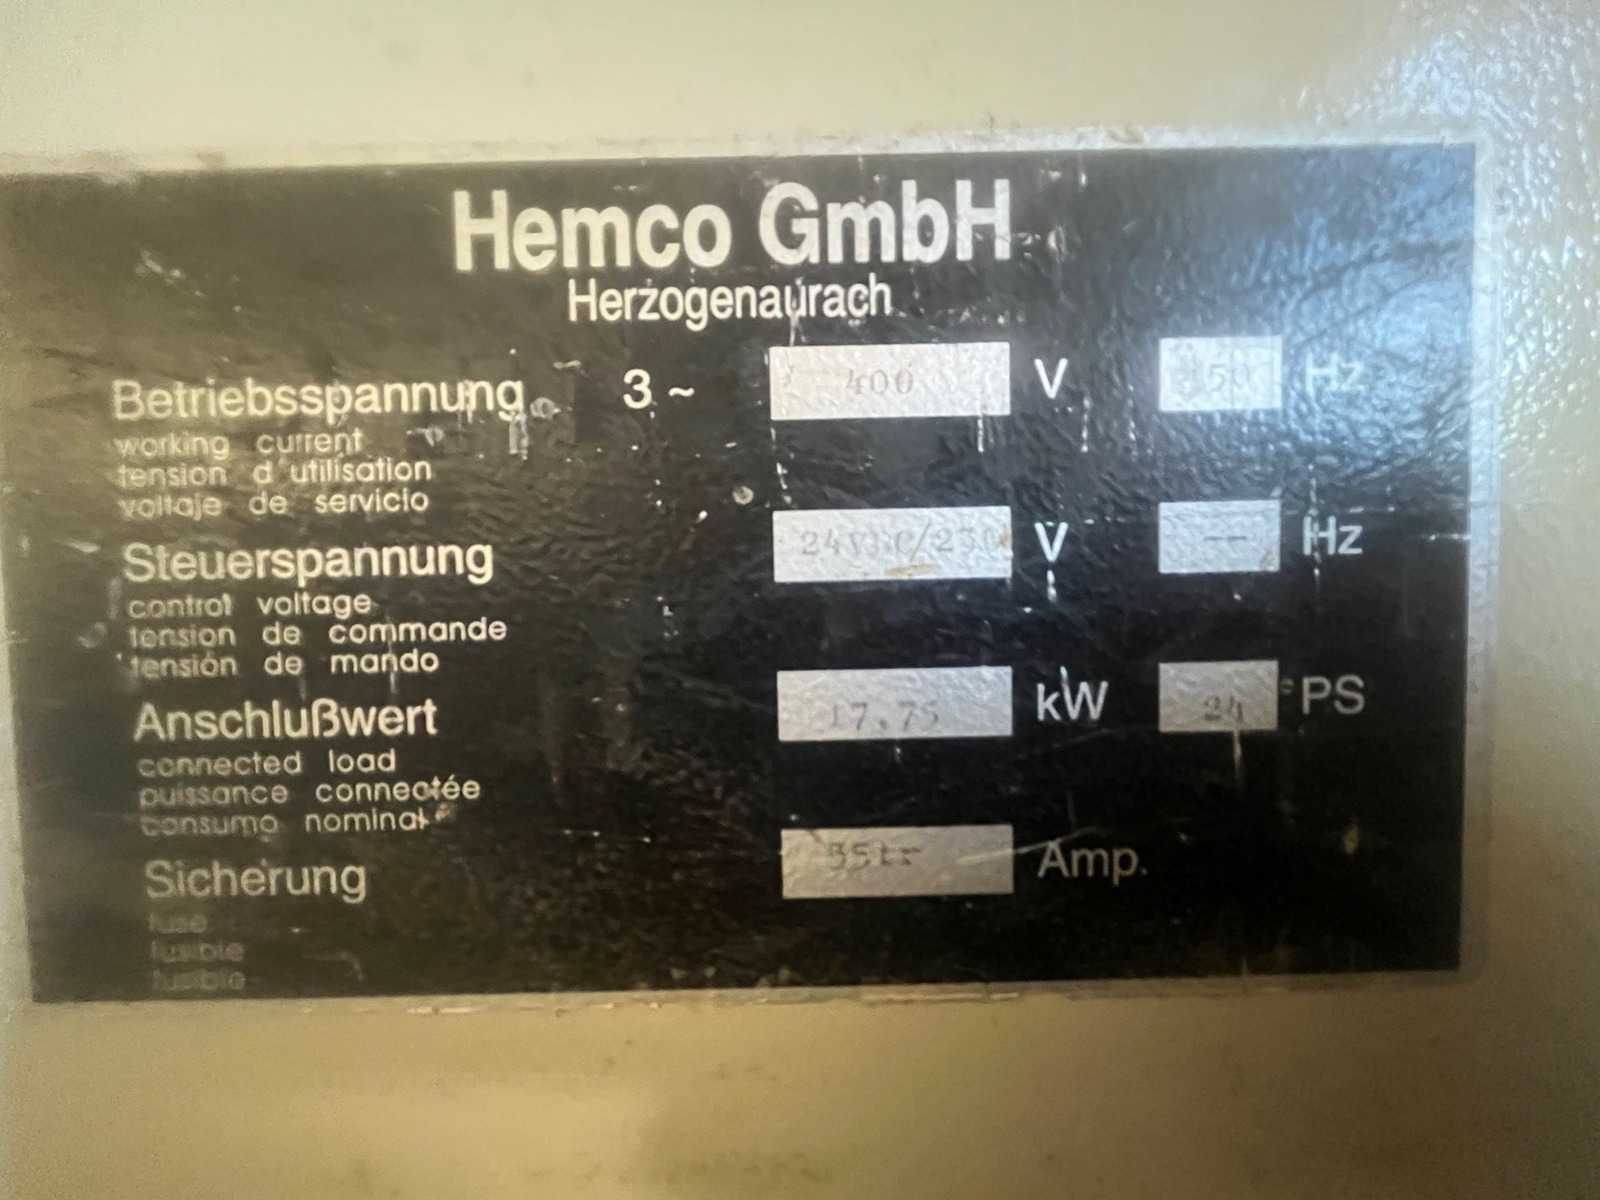 Hemco GmbH
Herzogenaurach
Betriebsspannung 3 ~ 400 V 50 Hz
working current
tension d'utilisation
voltaje de servicio
Steuerspannung 24VDC/230 V -- Hz
control voltage
tension de commande
tensión de mando
Anschlußwert 17,75 kW 24 PS
connected load
puissance connectée
consumo nominal
Sicherung Amp.
fuse
fusible
fusible